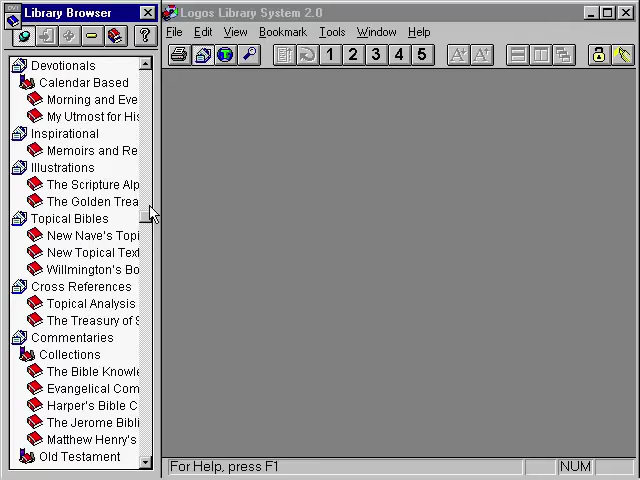 Library Browser
Logos Library System 2.0
File Edit View Bookmark Tools Window Help
? 1 2 3 4 5 A A
Devotionals
Calendar Based
Morning and Eve
My Utmost for His
Inspirational
Memoirs and Re
Illustrations
The Scripture Alp
The Golden Trea
Topical Bibles
New Nave's Topi
New Topical Text
Willmington's Bo
Cross References
Topical Analysis
The Treasury of S
Commentaries
Collections
The Bible Knowle
Evangelical Com
Harper's Bible C
The Jerome Bibli
Matthew Henry's
Old Testament
For Help, press F1 NUM